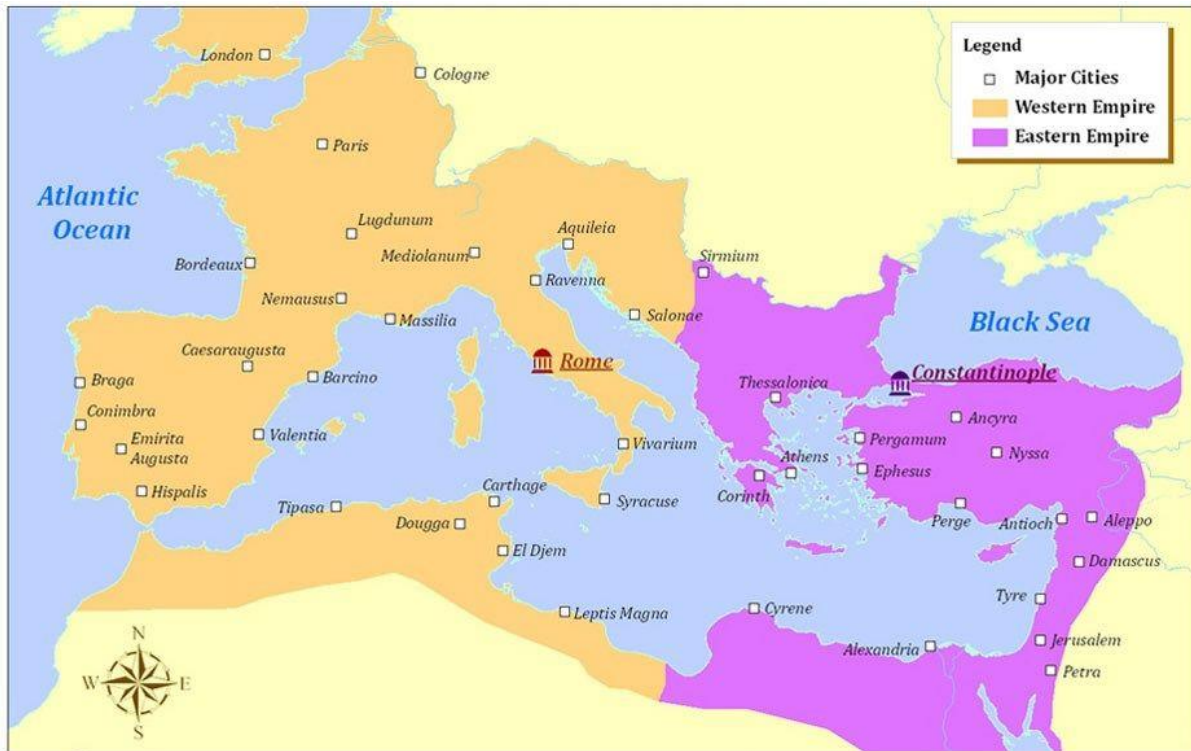 Legend
Major Cities
Western Empire
Eastern Empire
London
Cologne
Paris
Atlantic
Ocean
Lugdunum
Aquileia
Mediolanum
Bordeaux
Sirmium
Ravenna
Nemausus
Salonae
Massilia
Black Sea
Caesaraugusta
Rome
Barcino
Braga
Constantinople
Thessalonica
Conimbra
Ancyra
Emirita
Augusta
Valentia
Vivarium
Pergamum
Nyssa
Athens
Ephesus
Corinth
Hispalis
Carthage
Tipasa
Syracuse
Dougga
Perge
Antioch
Aleppo
El Djem
Damascus
Tyre
Leptis Magna
Cyrene
Alexandria
Jerusalem
Petra
N
W
E
S